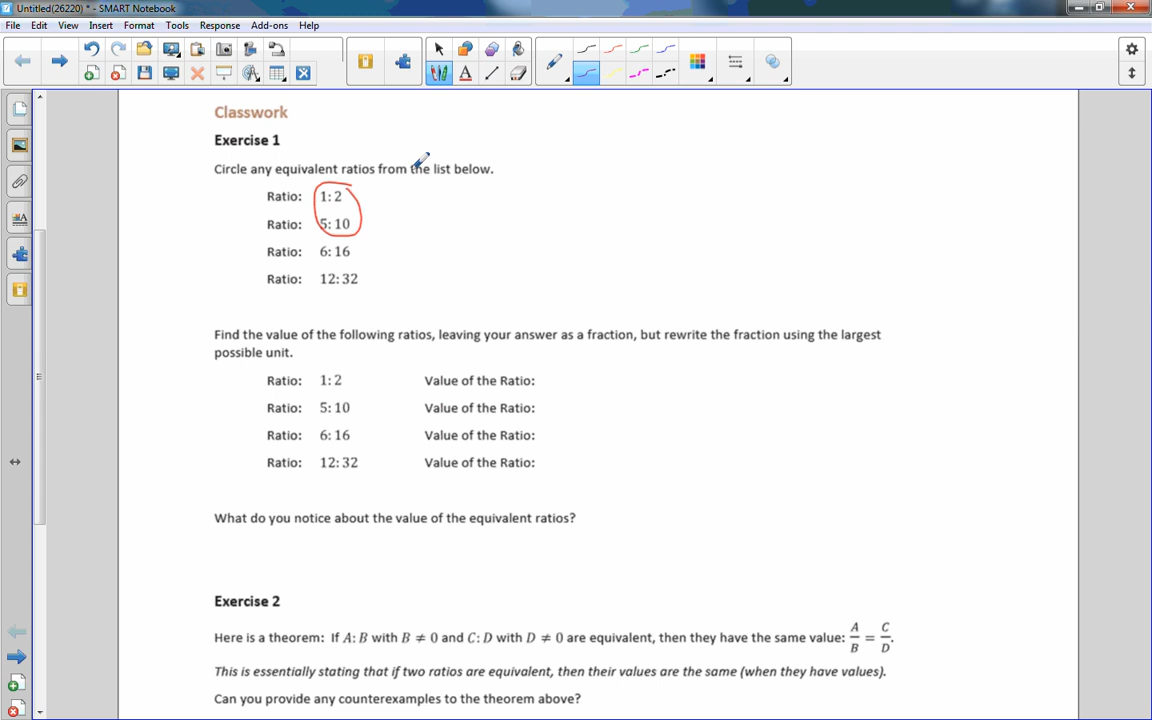 Untitled(26220) * - SMART Notebook
File Edit View Insert Format Tools Response Add-ons Help
Classwork
Exercise 1
Circle any equivalent ratios from the list below.
Ratio: 1:2
Ratio: 5:10
Ratio: 6:16
Ratio: 12:32
Find the value of the following ratios, leaving your answer as a fraction, but rewrite the fraction using the largest
possible unit.
Ratio: 1:2 Value of the Ratio:
Ratio: 5:10 Value of the Ratio:
Ratio: 6:16 Value of the Ratio:
Ratio: 12:32 Value of the Ratio:
What do you notice about the value of the equivalent ratios?
Exercise 2
Here is a theorem: If A:B with B ≠ 0 and C:D with D ≠ 0 are equivalent, then they have the same value: A/B = C/D.
This is essentially stating that if two ratios are equivalent, then their values are the same (when they have values).
Can you provide any counterexamples to the theorem above?